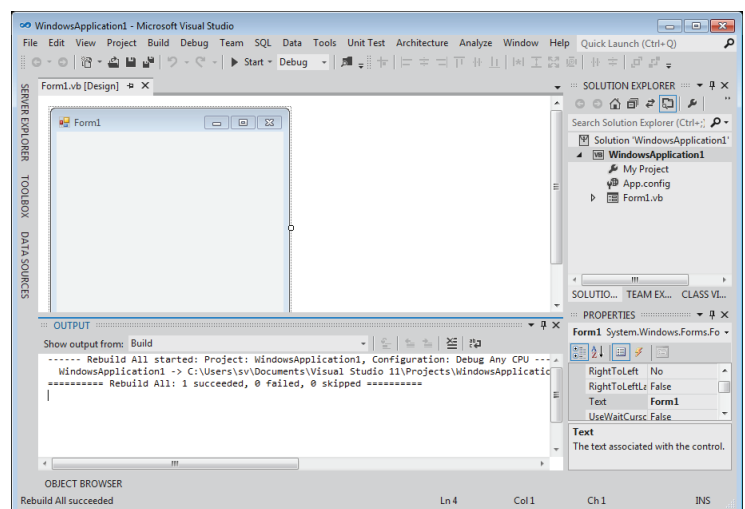 WindowsApplication1 - Microsoft Visual Studio
File Edit View Project Build Debug Team SQL Data Tools Unit Test Architecture Analyze Window Help Quick Launch (Ctrl+Q)
Start Debug
Form1.vb [Design]
SERVER EXPLORER
TOOLBOX
DATA SOURCES
Form1
SOLUTION EXPLORER
Search Solution Explorer (Ctrl+;)
Solution 'WindowsApplication1'
WindowsApplication1
My Project
App.config
Form1.vb
SOLUTIO... TEAM EX... CLASS VI...
OUTPUT
Show output from: Build
------ Rebuild All started: Project: WindowsApplication1, Configuration: Debug Any CPU ---
WindowsApplication1 -> C:\Users\sv\Documents\Visual Studio 11\Projects\WindowsApplicatic
========== Rebuild All: 1 succeeded, 0 failed, 0 skipped ==========
PROPERTIES
Form1 System.Windows.Forms.Fo
RightToLeft No
RightToLeftLa False
Text Form1
UseWaitCursc False
Text
The text associated with the control.
OBJECT BROWSER
Rebuild All succeeded Ln 4 Col 1 Ch 1 INS